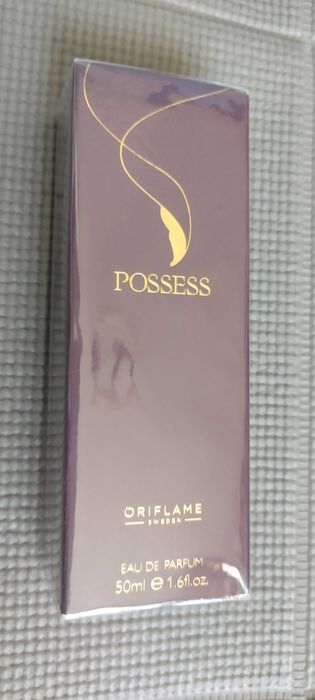 POSSESS
ORIFLAME
SWEDEN
EAU DE PARFUM
50ml ℮ 1.6fl.oz.